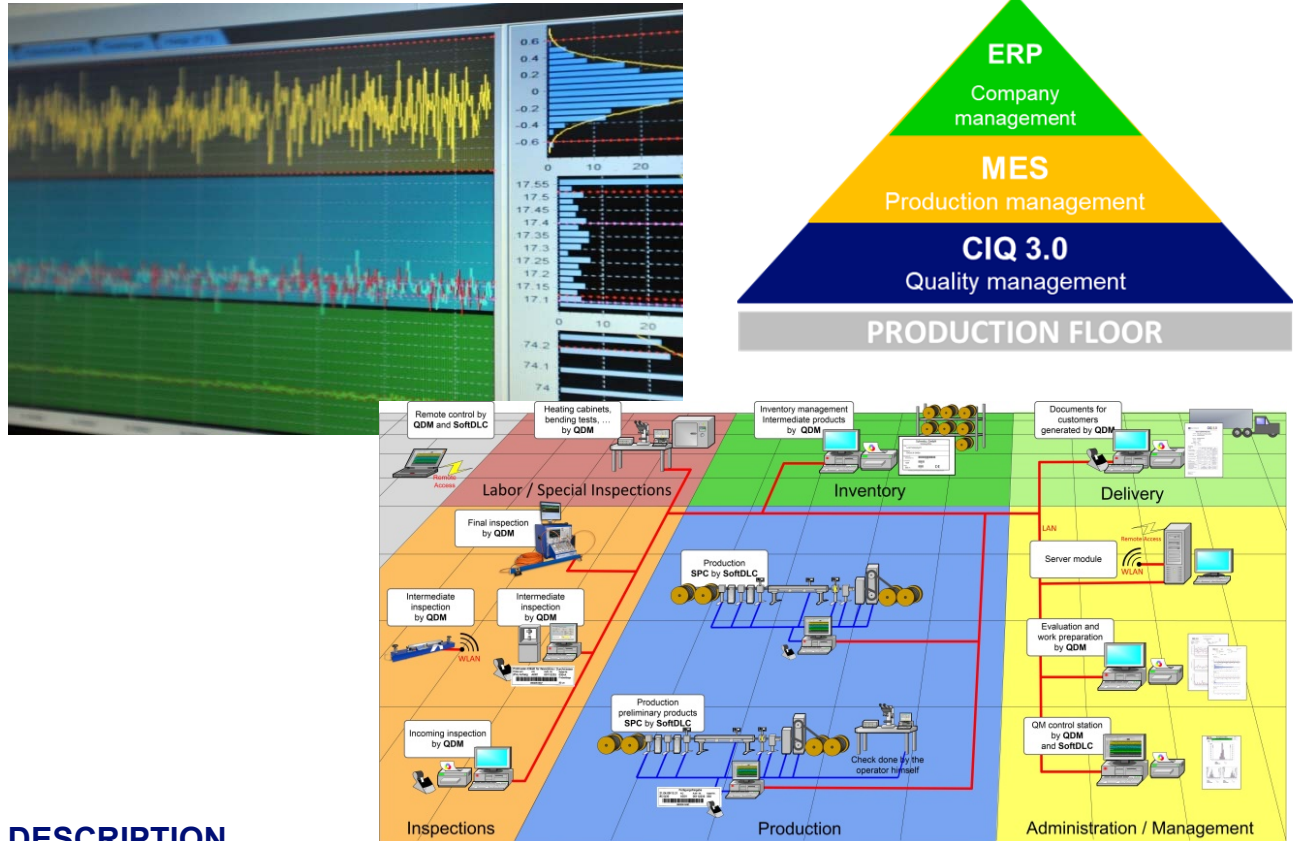 0.6
0.4
0.2
0
-0.2
-0.4
-0.6
0 10 20
17.55
17.5
17.45
17.4
17.35
17.3
17.25
17.2
17.15
17.1
0 10 20
74.2
74.1
74
ERP
Company
management
MES
Production management
CIQ 3.0
Quality management
PRODUCTION FLOOR
Remote control by
QDM and SoftDLC
Remote
Access
Heating cabinets,
bending tests, ...
by QDM
Labor / Special Inspections
Inventory management
Intermediate products
by QDM
Inventory
Documents for
customers
generated by QDM
Delivery
Final inspection
by QDM
Intermediate
inspection
by QDM
WLAN
Intermediate
inspection
by QDM
Incoming inspection
by QDM
Inspections
Production
SPC by SoftDLC
Production
preliminary products
SPC by SoftDLC
Check done by the
operator himself
Production
LAN
Remote Access
Server module
WLAN
Evaluation and
work preparation
by QDM
QM control station
by QDM
and SoftDLC
Administration / Management
DESCRIPTION